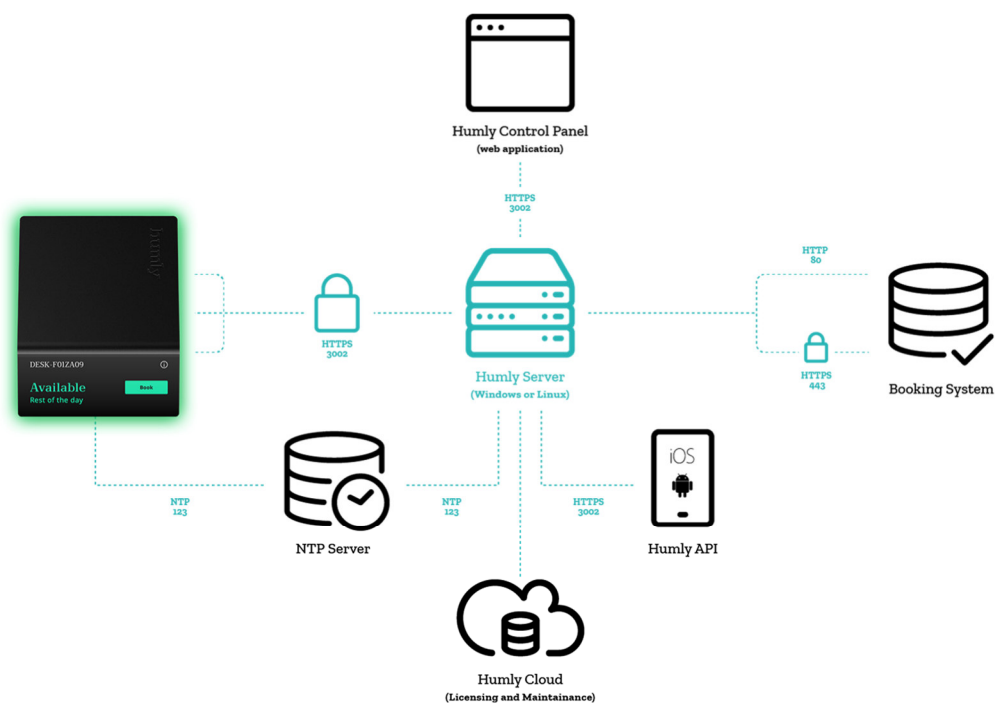 Humly Control Panel
(web application)
HTTPS
3002
humly
HTTP
80
HTTPS
3002
HTTPS
443
DESK-F01ZA09
Available
Book
Rest of the day
Humly Server
(Windows or Linux)
Booking System
iOS
NTP
123
NTP
123
HTTPS
3002
NTP Server
Humly API
Humly Cloud
(Licensing and Maintainance)